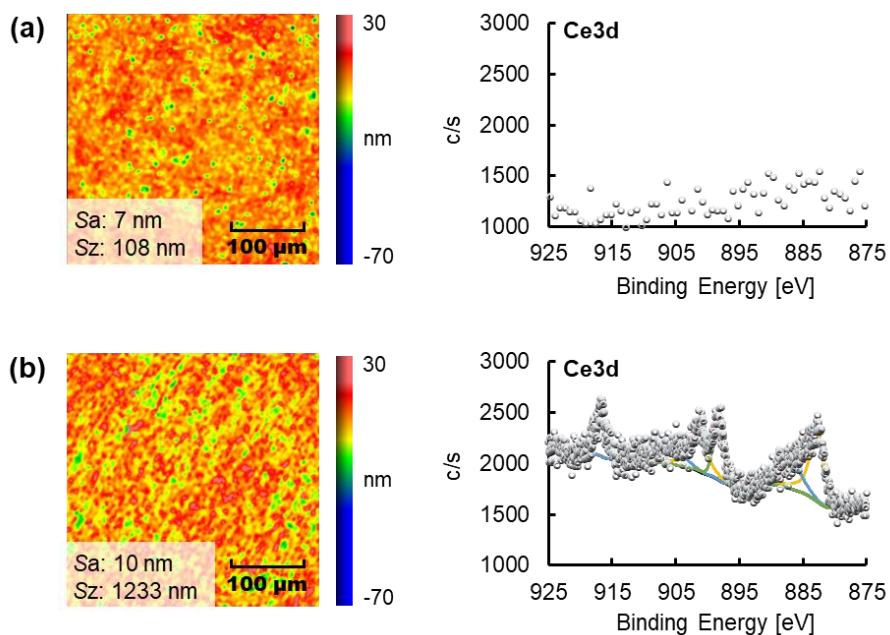 (a)
30
nm
-70
Sa: 7 nm
Sz: 108 nm
100 µm
Ce3d
3000
2500
2000
1500
1000
c/s
925 915 905 895 885 875
Binding Energy [eV]
(b)
30
nm
-70
Sa: 10 nm
Sz: 1233 nm
100 µm
Ce3d
3000
2500
2000
1500
1000
c/s
925 915 905 895 885 875
Binding Energy [eV]